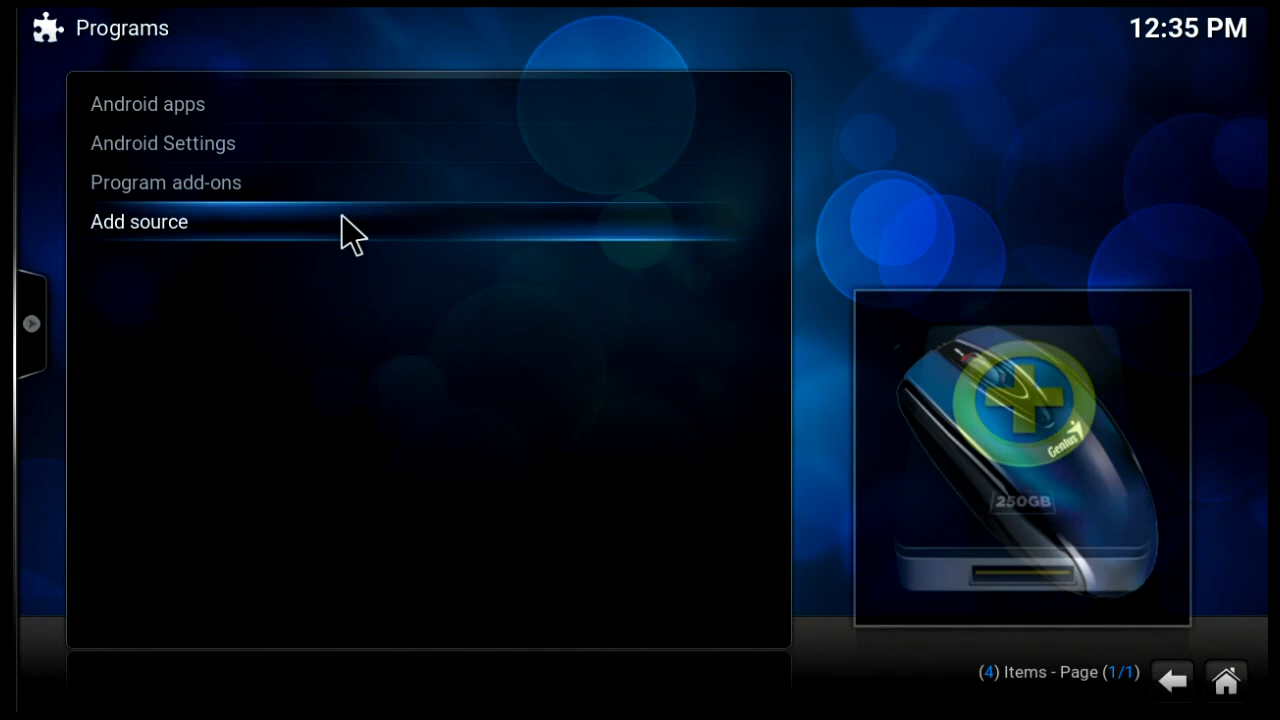 Programs
12:35 PM
Android apps
Android Settings
Program add-ons
Add source
Genius
250GB
(4) Items - Page (1/1)